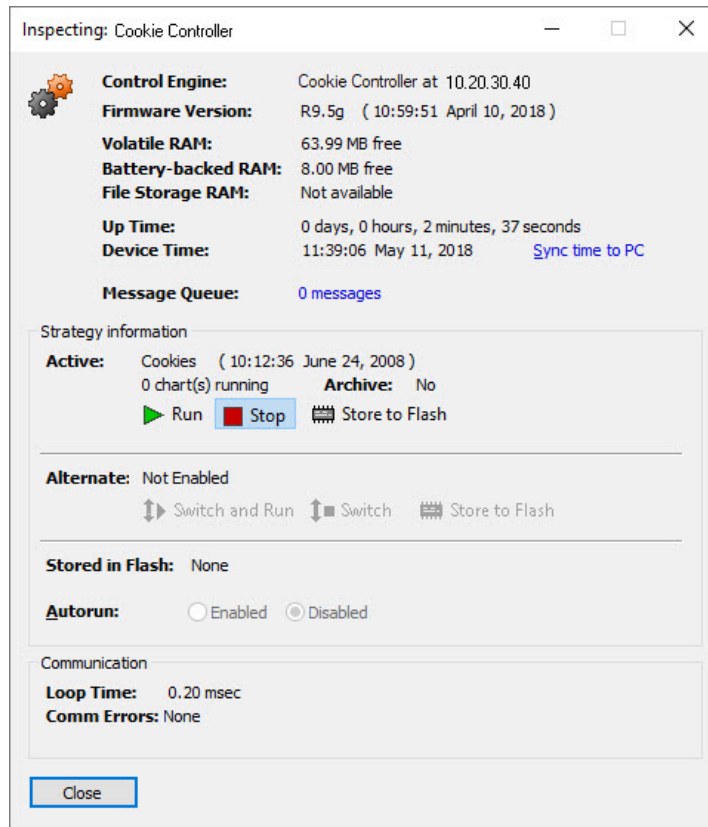 Inspecting: Cookie Controller
Control Engine: Cookie Controller at 10.20.30.40
Firmware Version: R9.5g ( 10:59:51 April 10, 2018 )
Volatile RAM: 63.99 MB free
Battery-backed RAM: 8.00 MB free
File Storage RAM: Not available
Up Time: 0 days, 0 hours, 2 minutes, 37 seconds
Device Time: 11:39:06 May 11, 2018 Sync time to PC
Message Queue: 0 messages
Strategy information
Active: Cookies ( 10:12:36 June 24, 2008 )
0 chart(s) running Archive: No
Run Stop Store to Flash
Alternate: Not Enabled
Switch and Run Switch Store to Flash
Stored in Flash: None
Autorun: Enabled Disabled
Communication
Loop Time: 0.20 msec
Comm Errors: None
Close